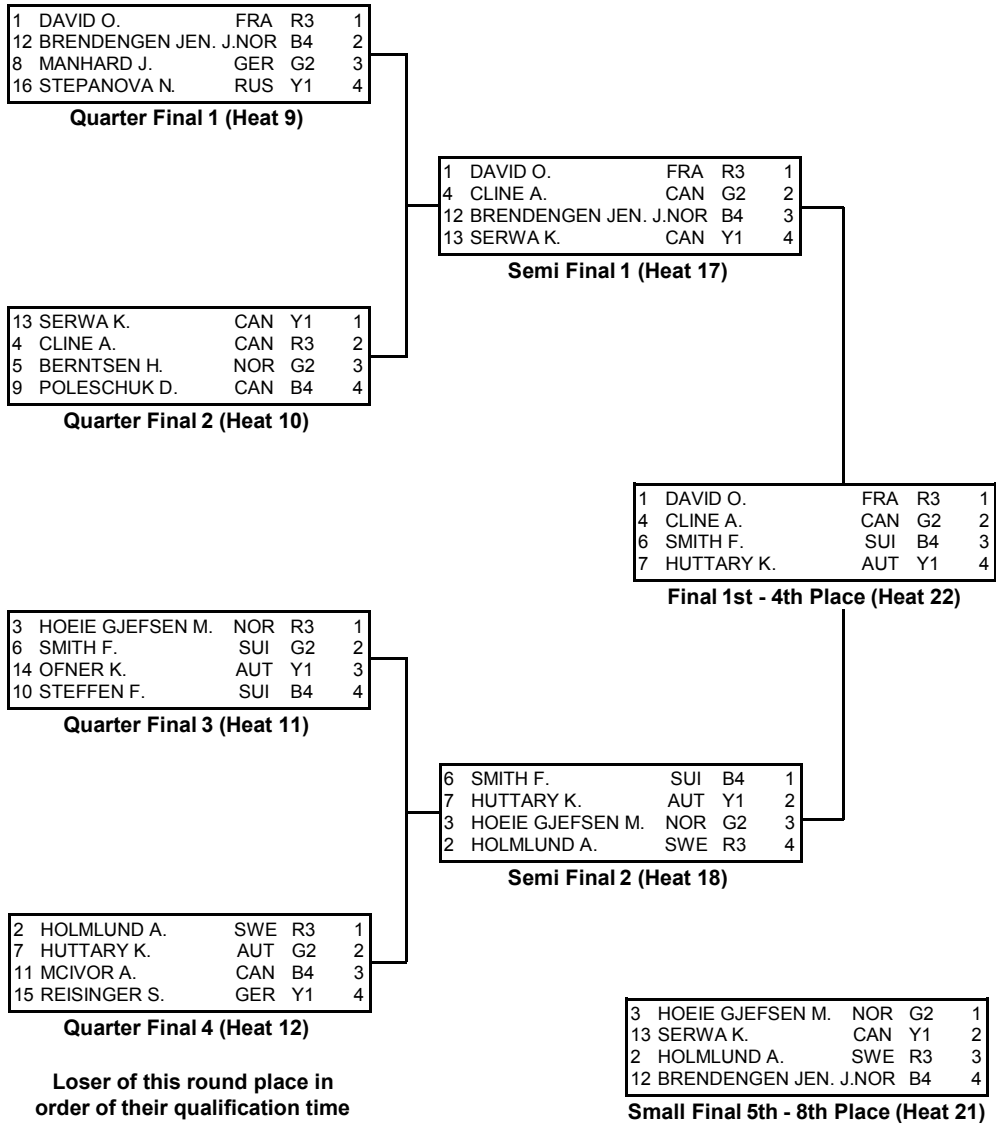 1 DAVID O. FRA R3 1
12 BRENDENGEN JEN. J.NOR B4 2
8 MANHARD J. GER G2 3
16 STEPANOVA N. RUS Y1 4
Quarter Final 1 (Heat 9)
1 DAVID O. FRA R3 1
4 CLINE A. CAN G2 2
12 BRENDENGEN JEN. J.NOR B4 3
13 SERWA K. CAN Y1 4
Semi Final 1 (Heat 17)
13 SERWA K. CAN Y1 1
4 CLINE A. CAN R3 2
5 BERNTSEN H. NOR G2 3
9 POLESCHUK D. CAN B4 4
Quarter Final 2 (Heat 10)
1 DAVID O. FRA R3 1
4 CLINE A. CAN G2 2
6 SMITH F. SUI B4 3
7 HUTTARY K. AUT Y1 4
Final 1st - 4th Place (Heat 22)
3 HOEIE GJEFSEN M. NOR R3 1
6 SMITH F. SUI G2 2
14 OFNER K. AUT Y1 3
10 STEFFEN F. SUI B4 4
Quarter Final 3 (Heat 11)
6 SMITH F. SUI B4 1
7 HUTTARY K. AUT Y1 2
3 HOEIE GJEFSEN M. NOR G2 3
2 HOLMLUND A. SWE R3 4
Semi Final 2 (Heat 18)
2 HOLMLUND A. SWE R3 1
7 HUTTARY K. AUT G2 2
11 MCIVOR A. CAN B4 3
15 REISINGER S. GER Y1 4
Quarter Final 4 (Heat 12)
Loser of this round place in
order of their qualification time
3 HOEIE GJEFSEN M. NOR G2 1
13 SERWA K. CAN Y1 2
2 HOLMLUND A. SWE R3 3
12 BRENDENGEN JEN. J.NOR B4 4
Small Final 5th - 8th Place (Heat 21)